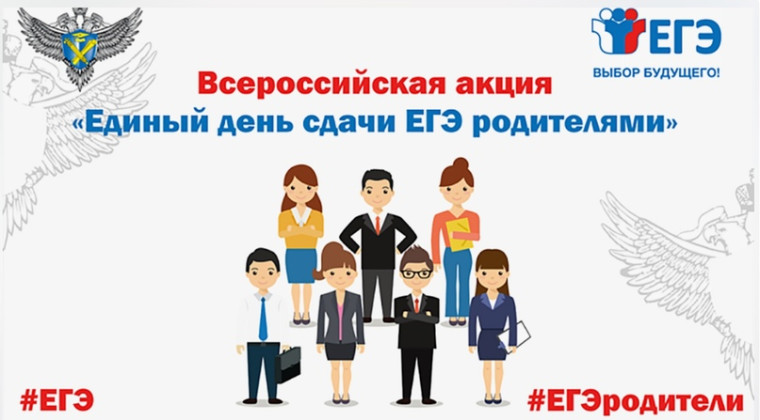 ЕГЭ
ВЫБОР БУДУЩЕГО!
Всероссийская акция
«Единый день сдачи ЕГЭ родителями»
#ЕГЭ
#ЕГЭродители